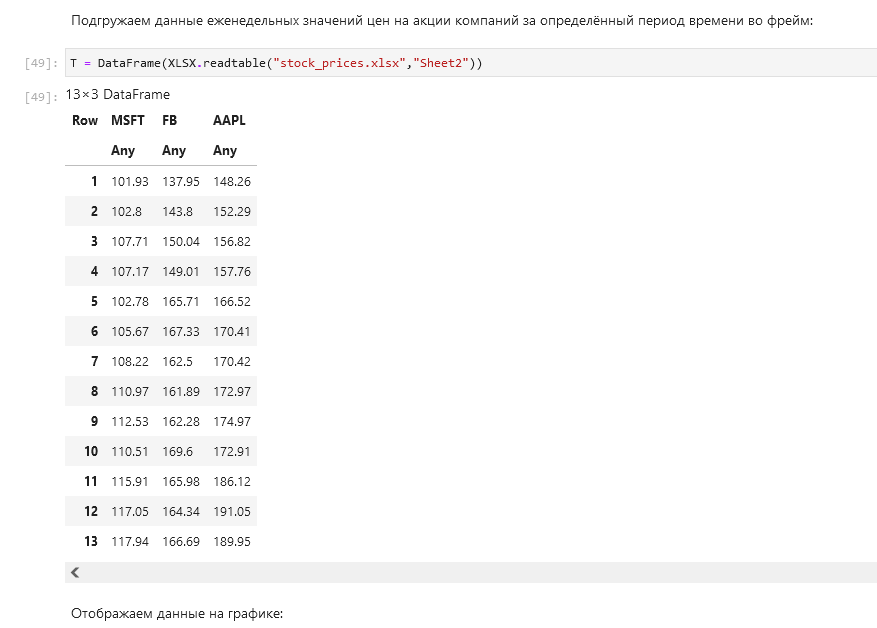 Подгружаем данные еженедельных значений цен на акции компаний за определённый период времени во фрейм:
[49]: T = DataFrame(XLSX.readtable("stock_prices.xlsx","Sheet2"))
[49]: 13×3 DataFrame
Row MSFT FB AAPL
Any Any Any
1 101.93 137.95 148.26
2 102.8 143.8 152.29
3 107.71 150.04 156.82
4 107.17 149.01 157.76
5 102.78 165.71 166.52
6 105.67 167.33 170.41
7 108.22 162.5 170.42
8 110.97 161.89 172.97
9 112.53 162.28 174.97
10 110.51 169.6 172.91
11 115.91 165.98 186.12
12 117.05 164.34 191.05
13 117.94 166.69 189.95
Отображаем данные на графике: